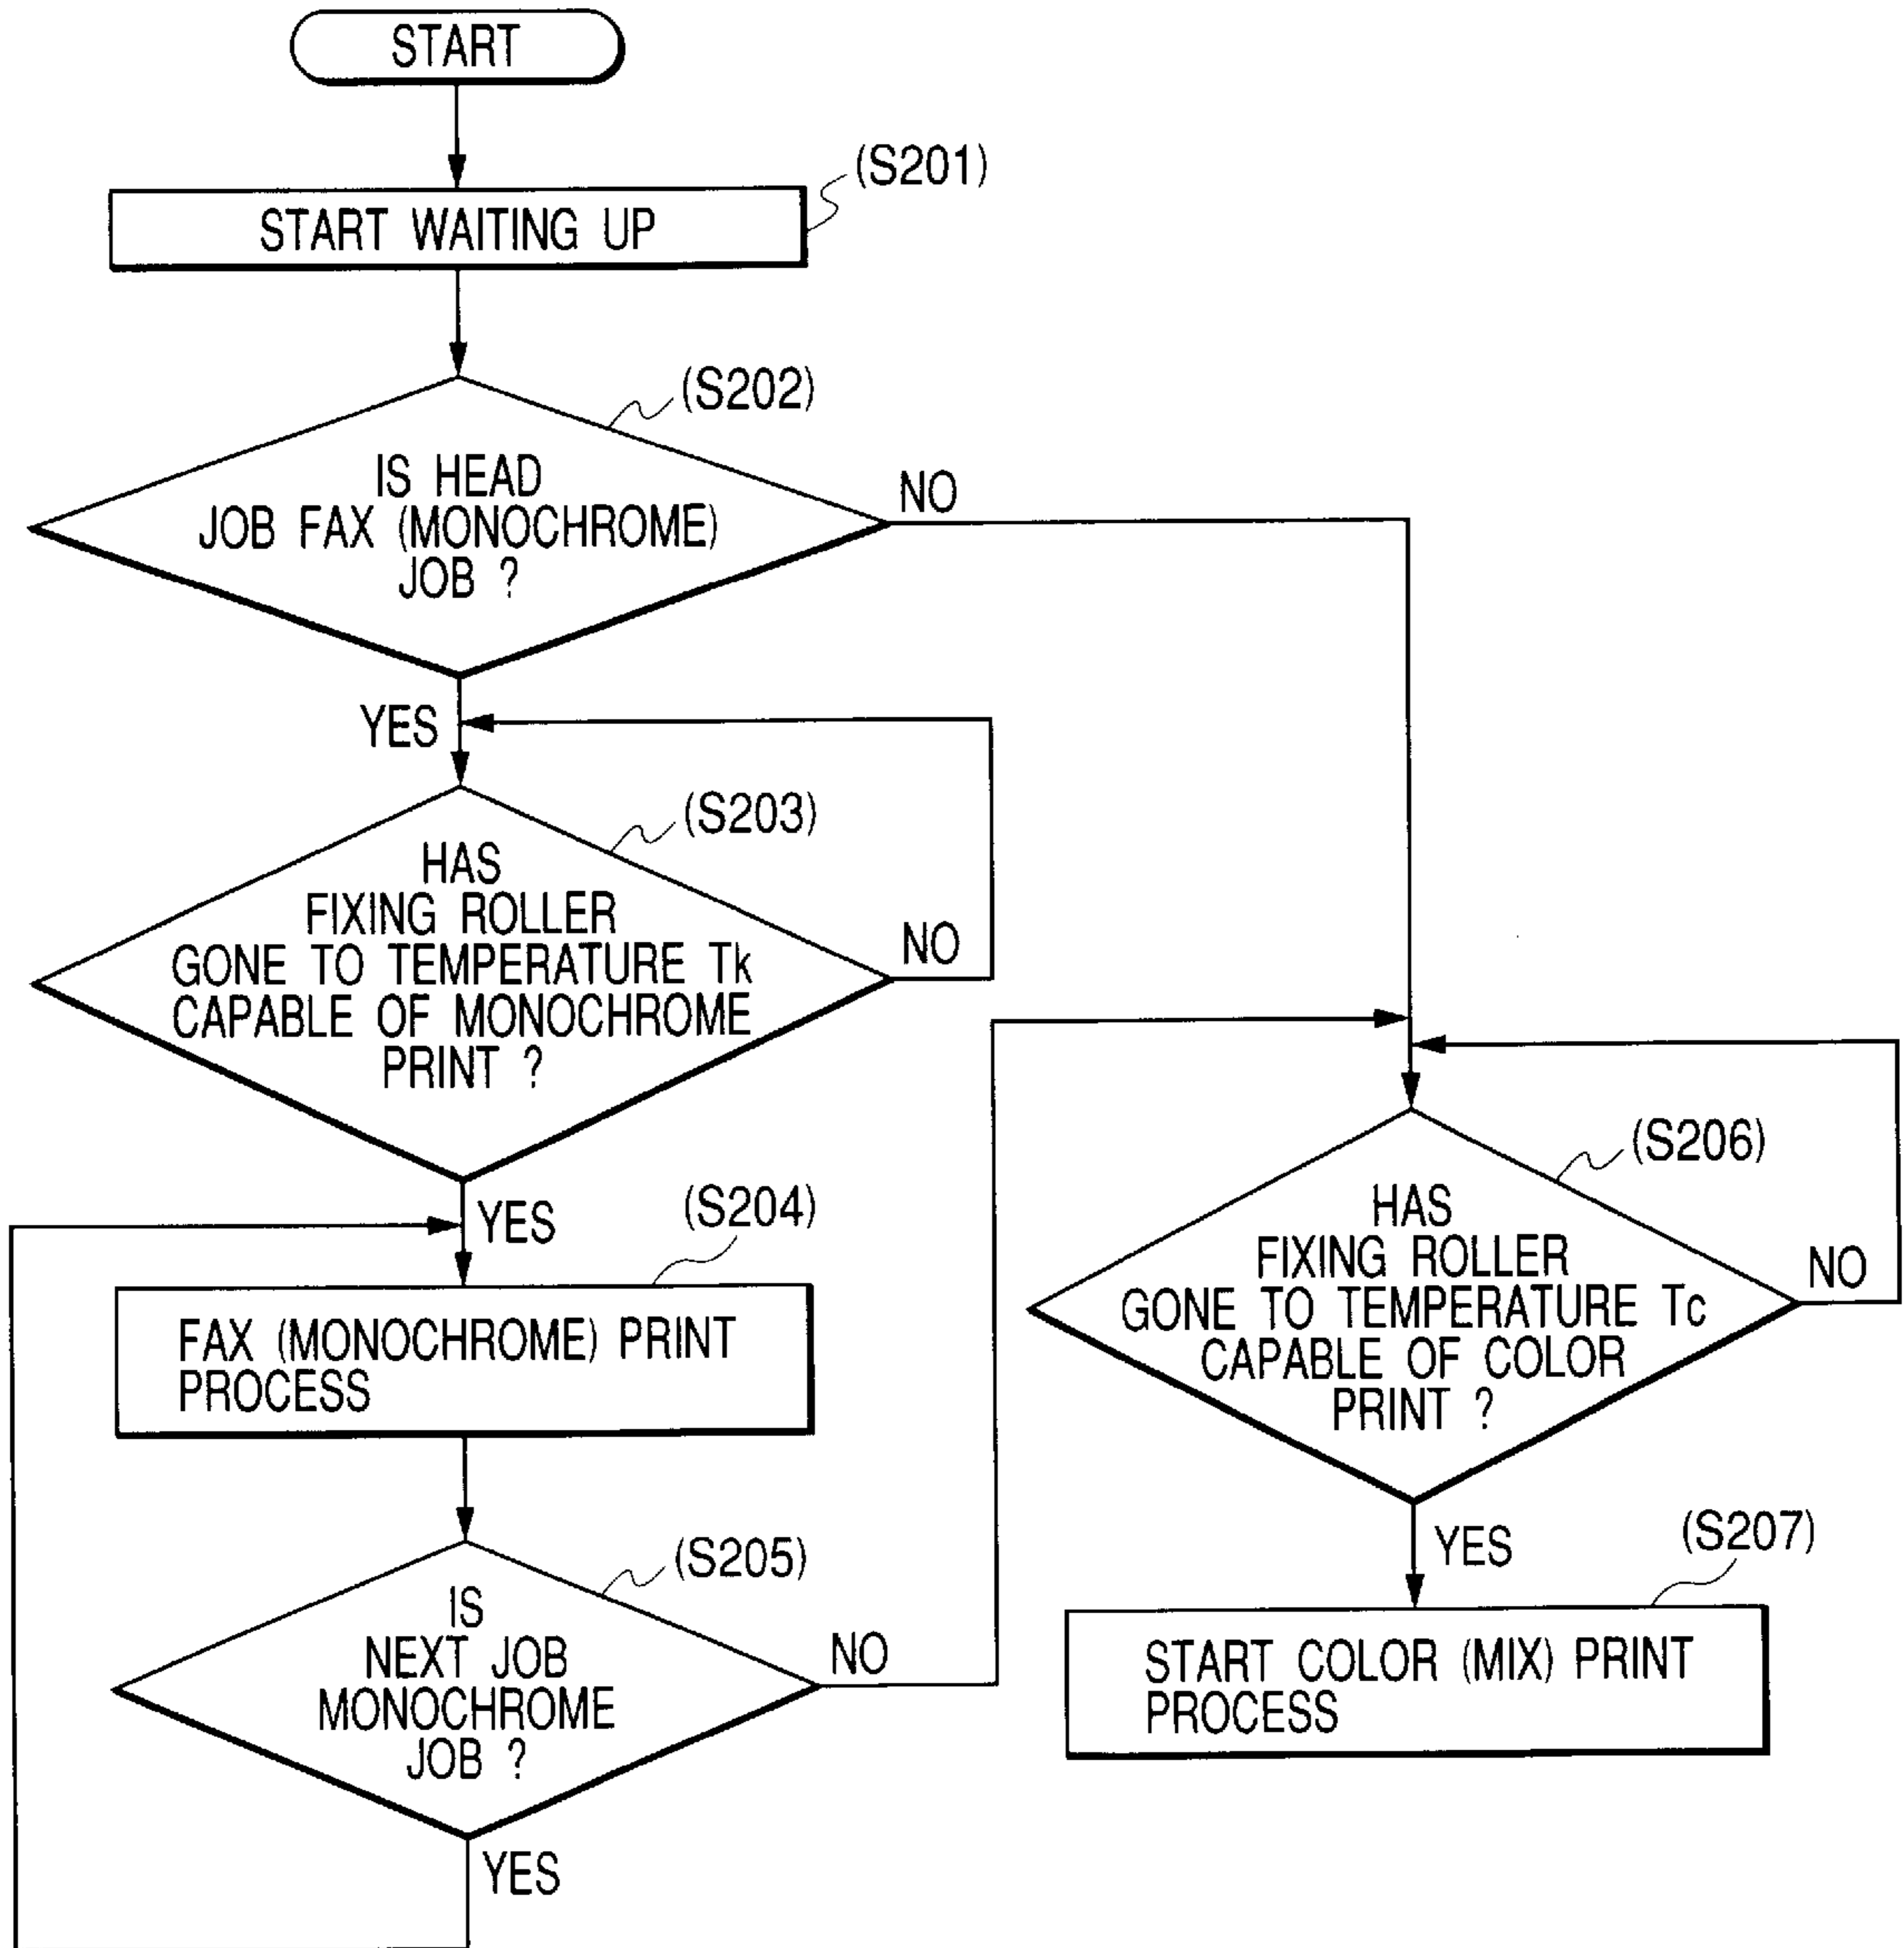 START
(S201)
START WAITING UP
(S202)
IS HEAD
JOB FAX (MONOCHROME)
JOB ?
NO
YES
(S203)
HAS
FIXING ROLLER
GONE TO TEMPERATURE Tk
CAPABLE OF MONOCHROME
PRINT ?
NO
YES
(S204)
FAX (MONOCHROME) PRINT
PROCESS
(S205)
IS
NEXT JOB
MONOCHROME
JOB ?
NO
YES
(S206)
HAS
FIXING ROLLER
GONE TO TEMPERATURE Tc
CAPABLE OF COLOR
PRINT ?
NO
YES
(S207)
START COLOR (MIX) PRINT
PROCESS